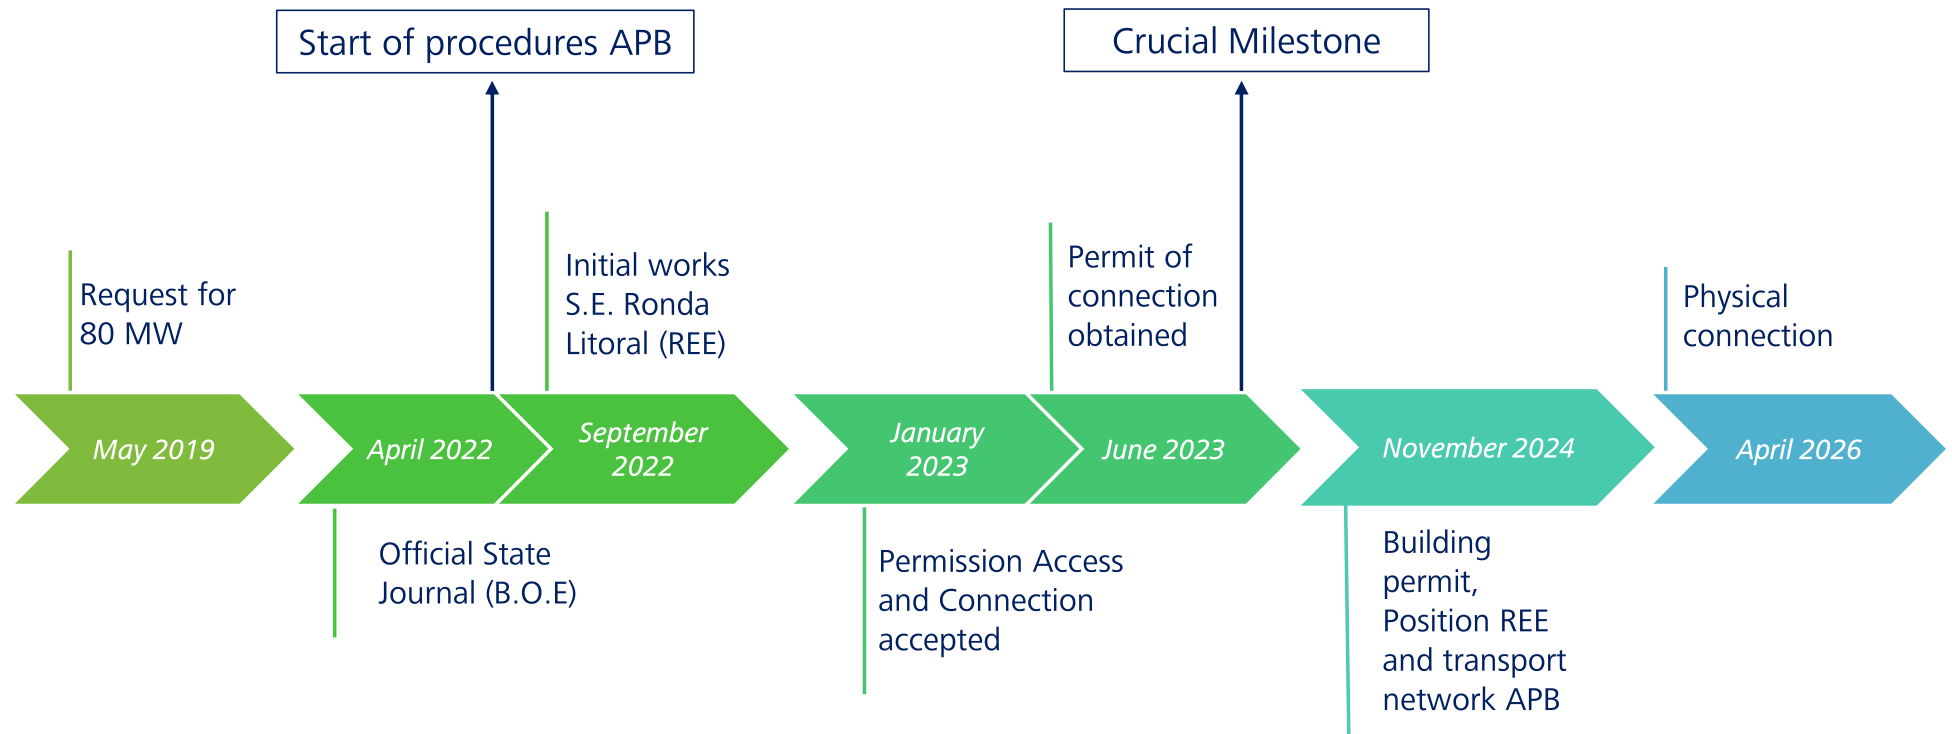 Start of procedures APB
Crucial Milestone
Request for
80 MW
Initial works
S.E. Ronda
Litoral (REE)
Permit of
connection
obtained
Physical
connection
May 2019
April 2022
September
2022
January
2023
June 2023
November 2024
April 2026
Official State
Journal (B.O.E)
Permission Access
and Connection
accepted
Building
permit,
Position REE
and transport
network APB